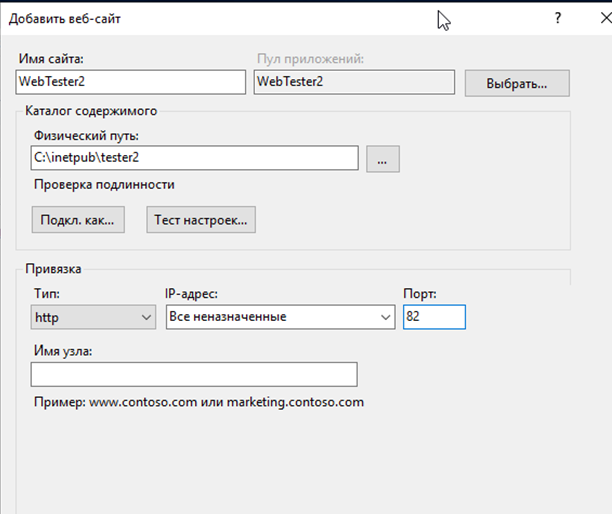 Добавить веб-сайт ?
Имя сайта: Пул приложений:
WebTester2 WebTester2 Выбрать...
Каталог содержимого
Физический путь:
C:\inetpub\tester2 ...
Проверка подлинности
Подкл. как... Тест настроек...
Привязка
Тип: IP-адрес: Порт:
http Все неназначенные 82
Имя узла:
Пример: www.contoso.com или marketing.contoso.com